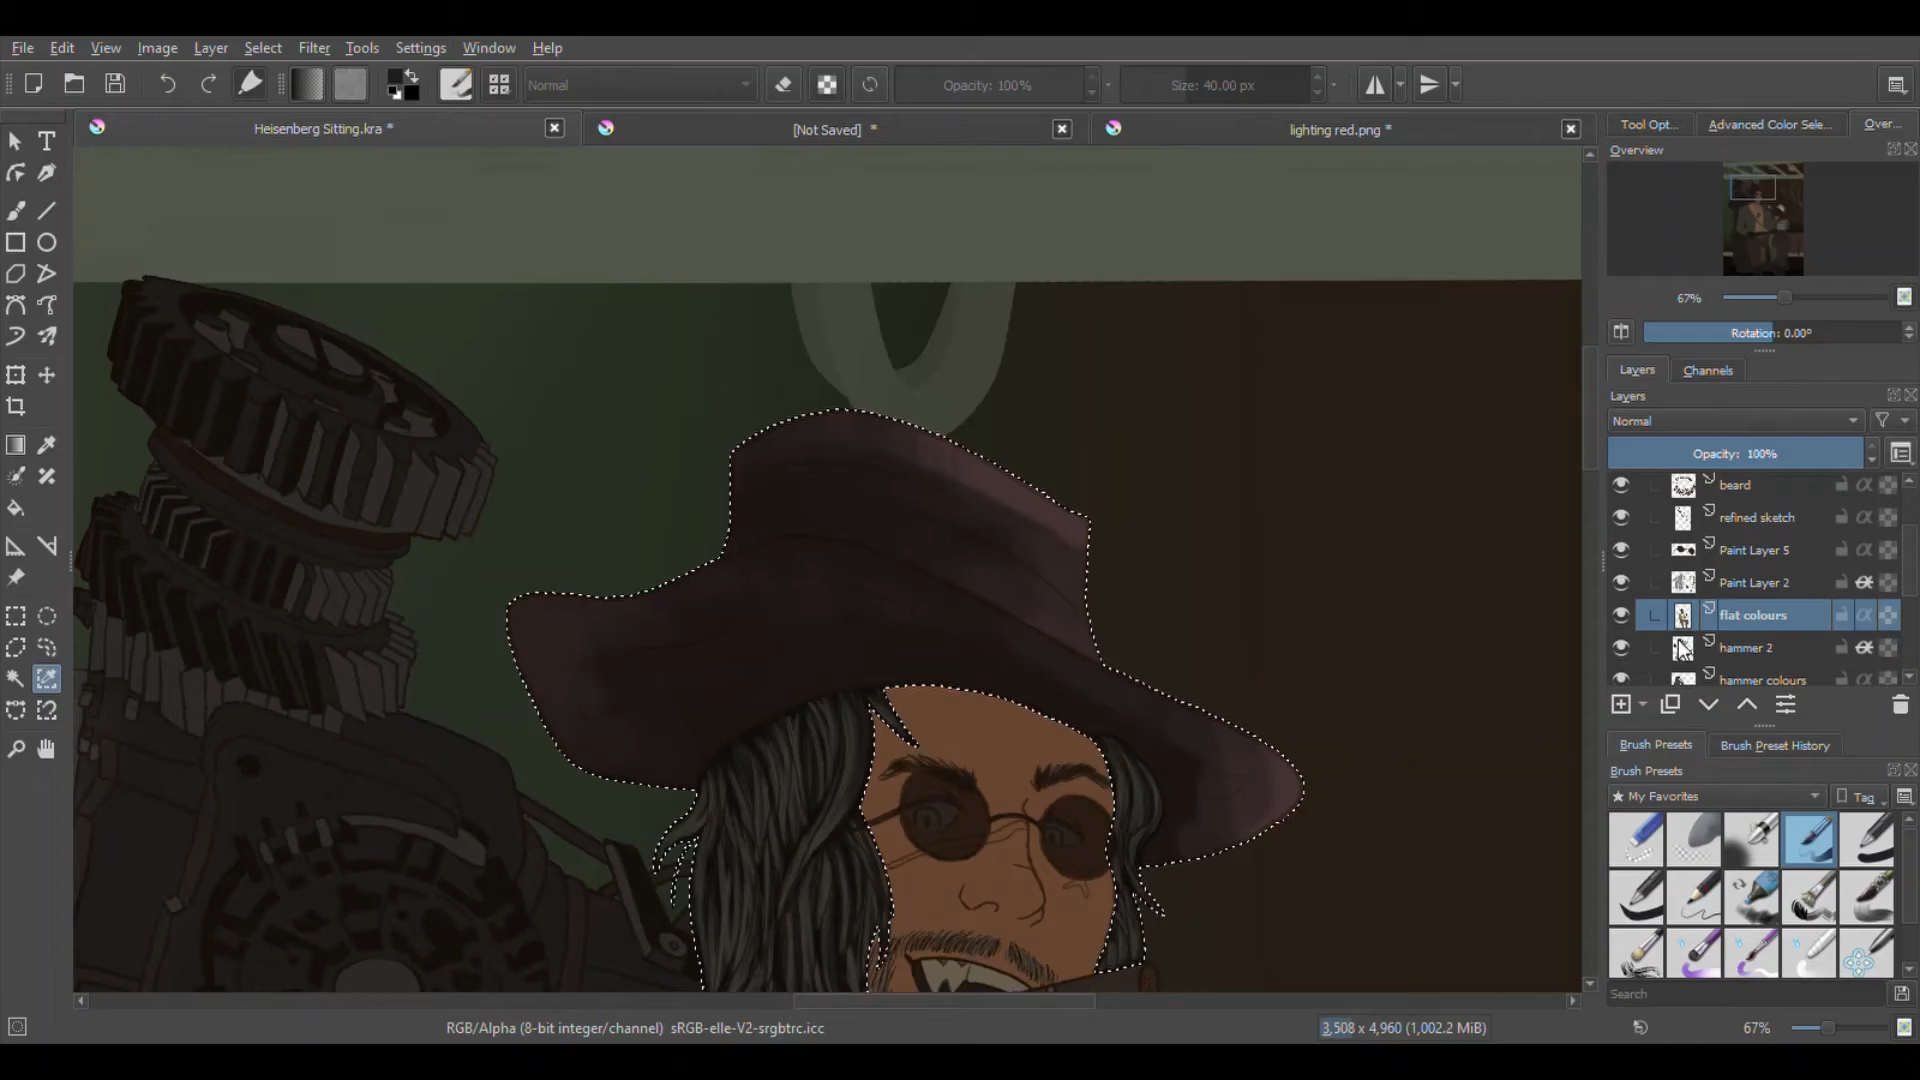 File Edit View Image Layer Select Filter Tools Settings Window Help
Normal Opacity: 100% Size: 40.00 px
Heisenberg Sitting.kra * [Not Saved] * lighting red.png *
Tool Opt... Advanced Color Sele... Over...
Overview
67%
Rotation: 0.00°
Layers Channels
Layers
Normal
Opacity: 100%
beard
refined sketch
Paint Layer 5
Paint Layer 2
flat colours
hammer 2
hammer colours
Brush Presets Brush Preset History
Brush Presets
My Favorites Tag
Search
RGB/Alpha (8-bit integer/channel) sRGB-elle-V2-srgbtrc.icc 3,508 x 4,960 (1,002.2 MiB) 67%